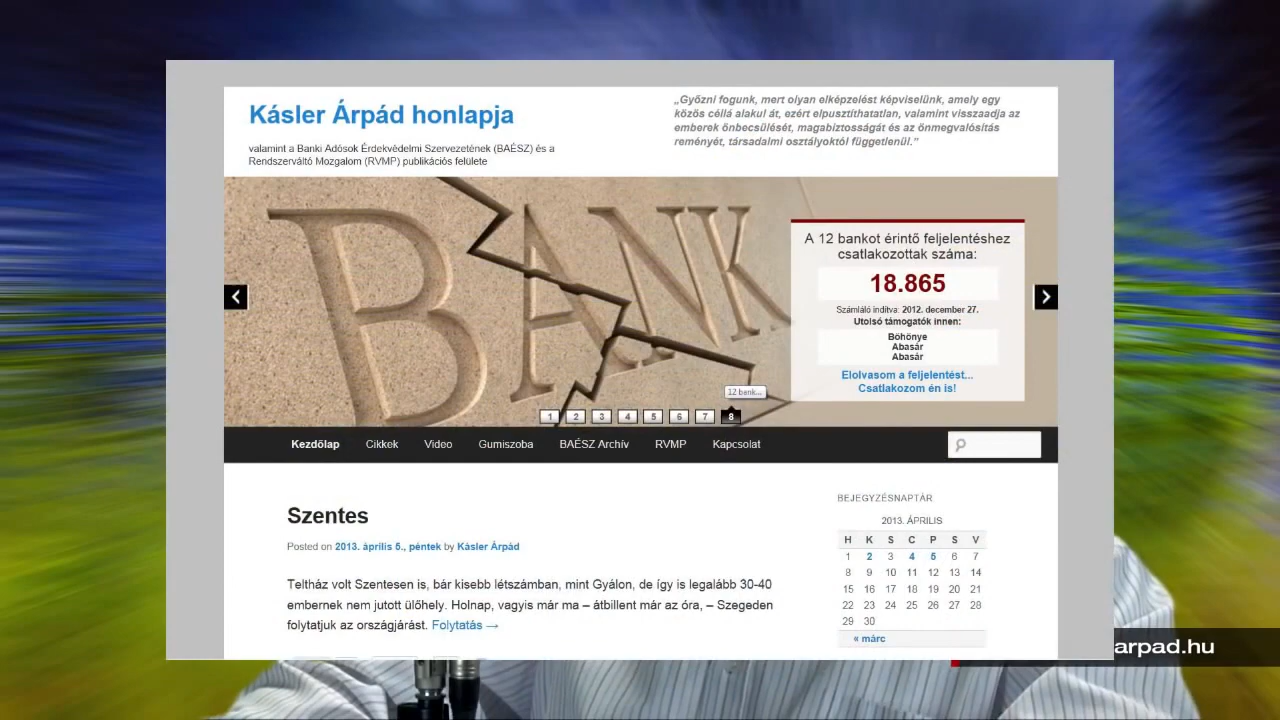 Kásler Árpád honlapja
valamint a Banki Adósok Érdekvédelmi Szervezetének (BAÉSZ) és a
Rendszerváltó Mozgalom (RVMP) publikációs felülete
„Győzni fogunk, mert olyan elképzelést képviselünk, amely egy
közös céllá alakul át, ezért elpusztíthatatlan, valamint visszaadja az
emberek önbecsülését, magabiztosságát és az önmegvalósítás
reményét, társadalmi osztályoktól függetlenül.”
BANK
A 12 bankot érintő feljelentéshez
csatlakozottak száma:
18.865
Számláló indítva: 2012. december 27.
Utolsó támogatók innen:
Böhönye
Abasár
Abasár
Elolvasom a feljelentést...
Csatlakozom én is!
12 bank...
1 2 3 4 5 6 7 8
Kezdőlap Cikkek Video Gumiszoba BAÉSZ Archív RVMP Kapcsolat
Szentes
Posted on 2013. április 5., péntek by Kásler Árpád
Teltház volt Szentesen is, bár kisebb létszámban, mint Gyálon, de így is legalább 30-40
embernek nem jutott ülőhely. Holnap, vagyis már ma – átbillent már az óra, – Szegeden
folytatjuk az országjárást. Folytatás →
BEJEGYZÉSNAPTÁR
2013. ÁPRILIS
H K S C P S V
1 2 3 4 5 6 7
8 9 10 11 12 13 14
15 16 17 18 19 20 21
22 23 24 25 26 27 28
29 30
« márc
arpad.hu